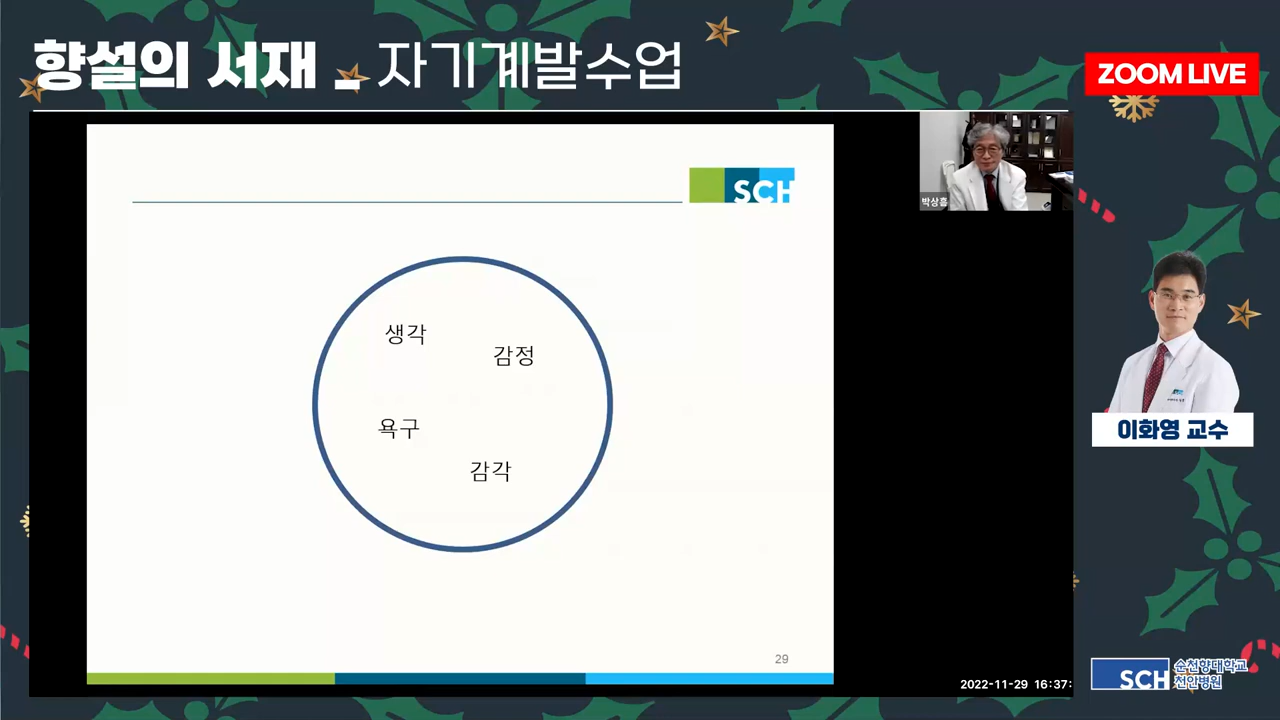 향설의 서재 _ 자기계발수업
ZOOM LIVE
SCH
박상흠
생각
감정
욕구
감각
이화영 교수
29
2022-11-29 16:37:
SCH 순천향대학교
천안병원